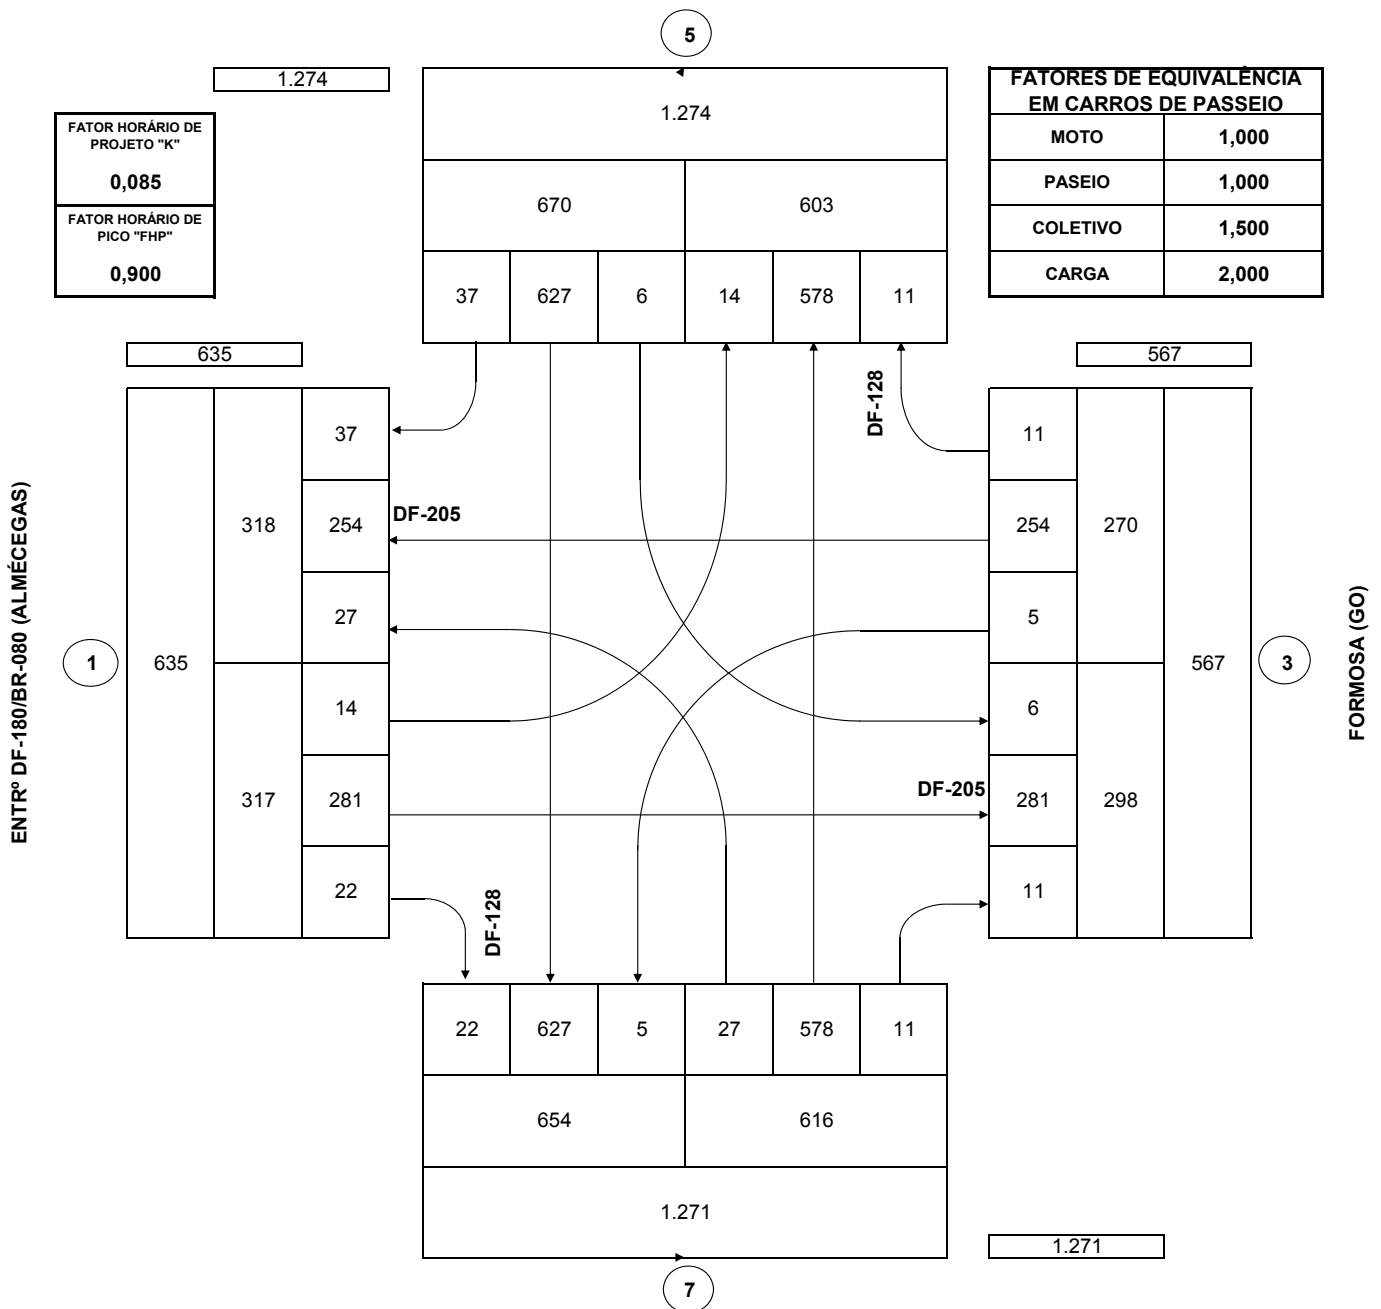 5
1.274
1.274
FATORES DE EQUIVALÊNCIA
EM CARROS DE PASSEIO
MOTO 1,000
PASEIO 1,000
COLETIVO 1,500
CARGA 2,000
FATOR HORÁRIO DE
PROJETO "K"
0,085
FATOR HORÁRIO DE
PICO "FHP"
0,900
670 603
37 627 6 14 578 11
635
567
DF-128
ENTRº DF-180/BR-080 (ALMÉCEGAS)
1
635
318
317
37
254
27
14
281
22
DF-205
DF-205
11
254
5
6
281
11
270
298
567
3
FORMOSA (GO)
DF-128
22 627 5 27 578 11
654 616
1.271
1.271
7